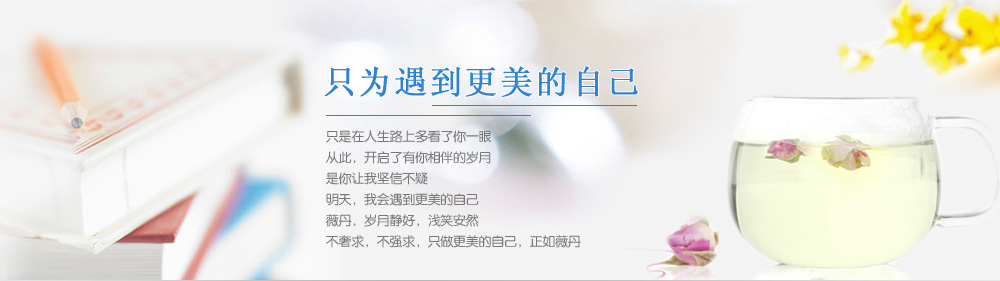 只为遇到更美的自己
只是在人生路上多看了你一眼
从此，开启了有你相伴的岁月
是你让我坚信不疑
明天，我会遇到更美的自己
薇丹，岁月静好，浅笑安然
不奢求，不强求，只做更美的自己，正如薇丹